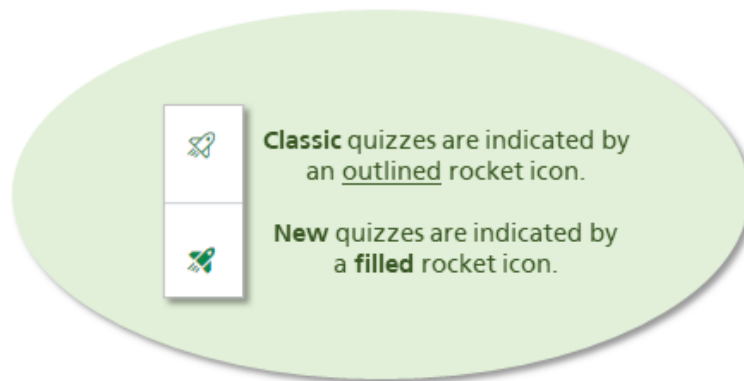 Classic quizzes are indicated by
an outlined rocket icon.
New quizzes are indicated by
a filled rocket icon.